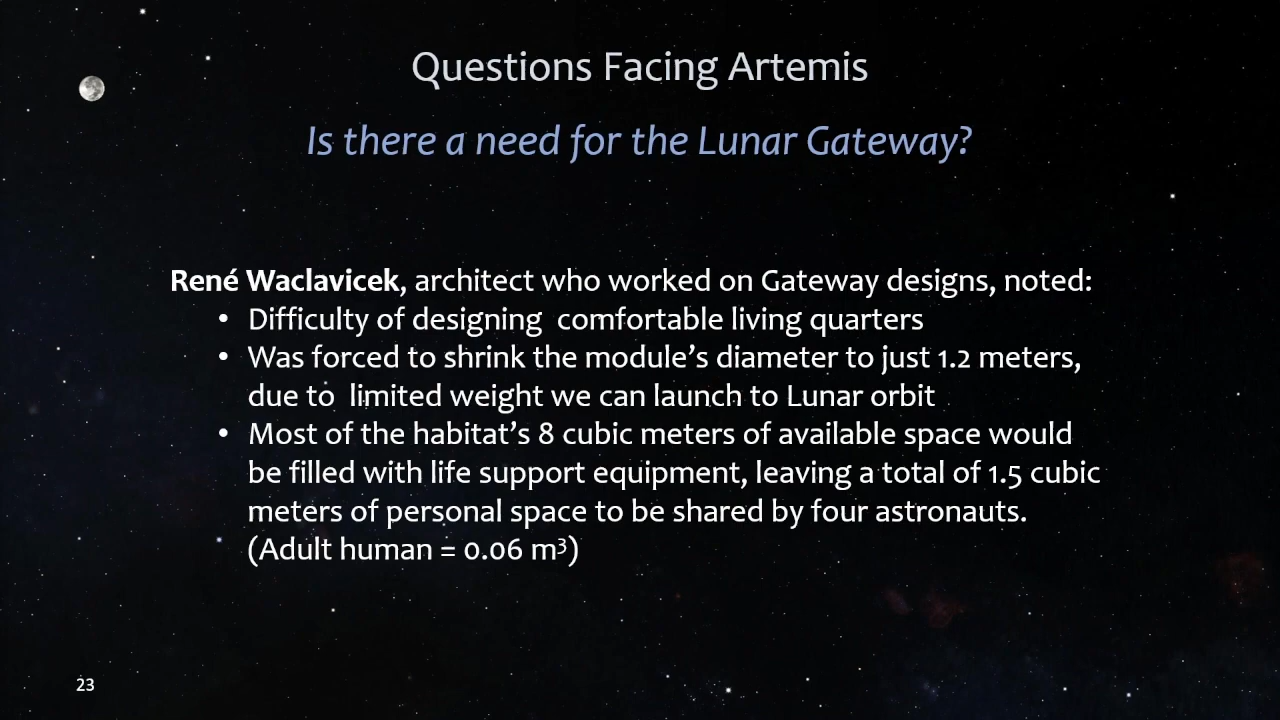 Questions Facing Artemis
Is there a need for the Lunar Gateway?
René Waclavicek, architect who worked on Gateway designs, noted:
• Difficulty of designing  comfortable living quarters
• Was forced to shrink the module’s diameter to just 1.2 meters,
due to  limited weight we can launch to Lunar orbit
• Most of the habitat’s 8 cubic meters of available space would
be filled with life support equipment, leaving a total of 1.5 cubic
meters of personal space to be shared by four astronauts.
(Adult human = 0.06 m³)
23